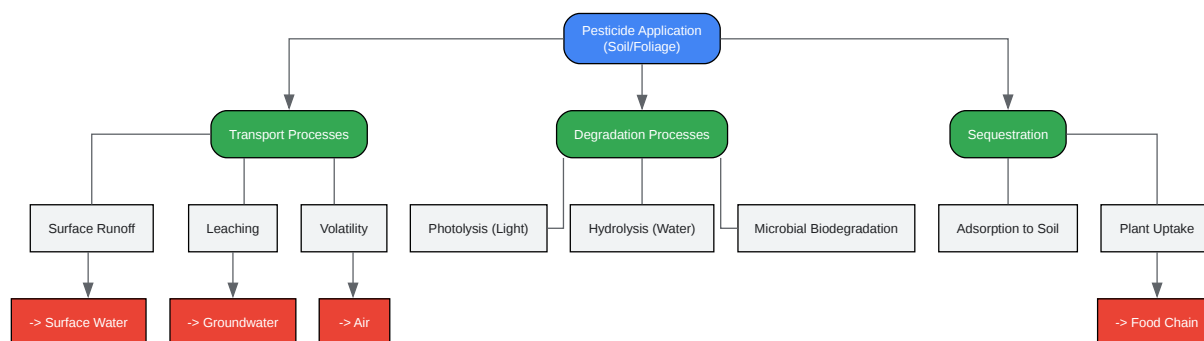 Pesticide Application
(Soil/Foliage)
Transport Processes
Degradation Processes
Sequestration
Surface Runoff
Leaching
Volatility
Photolysis (Light)
Hydrolysis (Water)
Microbial Biodegradation
Adsorption to Soil
Plant Uptake
-> Surface Water
-> Groundwater
-> Air
-> Food Chain